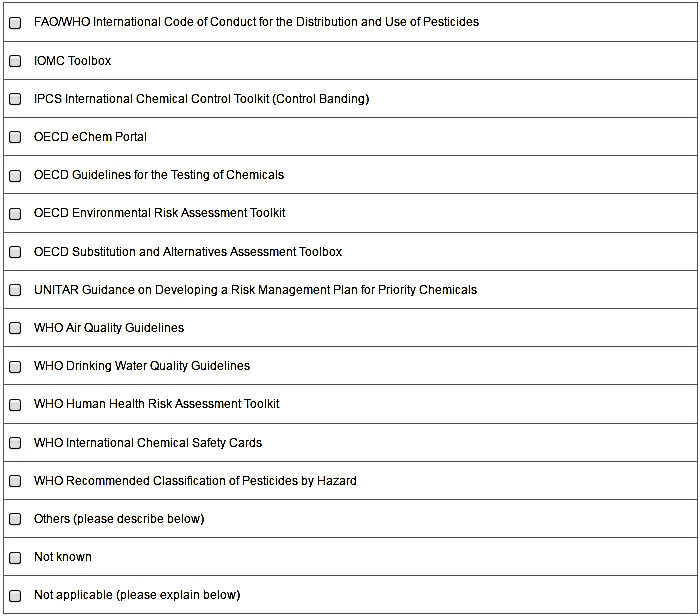 FAO/WHO International Code of Conduct for the Distribution and Use of Pesticides
IOMC Toolbox
IPCS International Chemical Control Toolkit (Control Banding)
OECD eChem Portal
OECD Guidelines for the Testing of Chemicals
OECD Environmental Risk Assessment Toolkit
OECD Substitution and Alternatives Assessment Toolbox
UNITAR Guidance on Developing a Risk Management Plan for Priority Chemicals
WHO Air Quality Guidelines
WHO Drinking Water Quality Guidelines
WHO Human Health Risk Assessment Toolkit
WHO International Chemical Safety Cards
WHO Recommended Classification of Pesticides by Hazard
Others (please describe below)
Not known
Not applicable (please explain below)